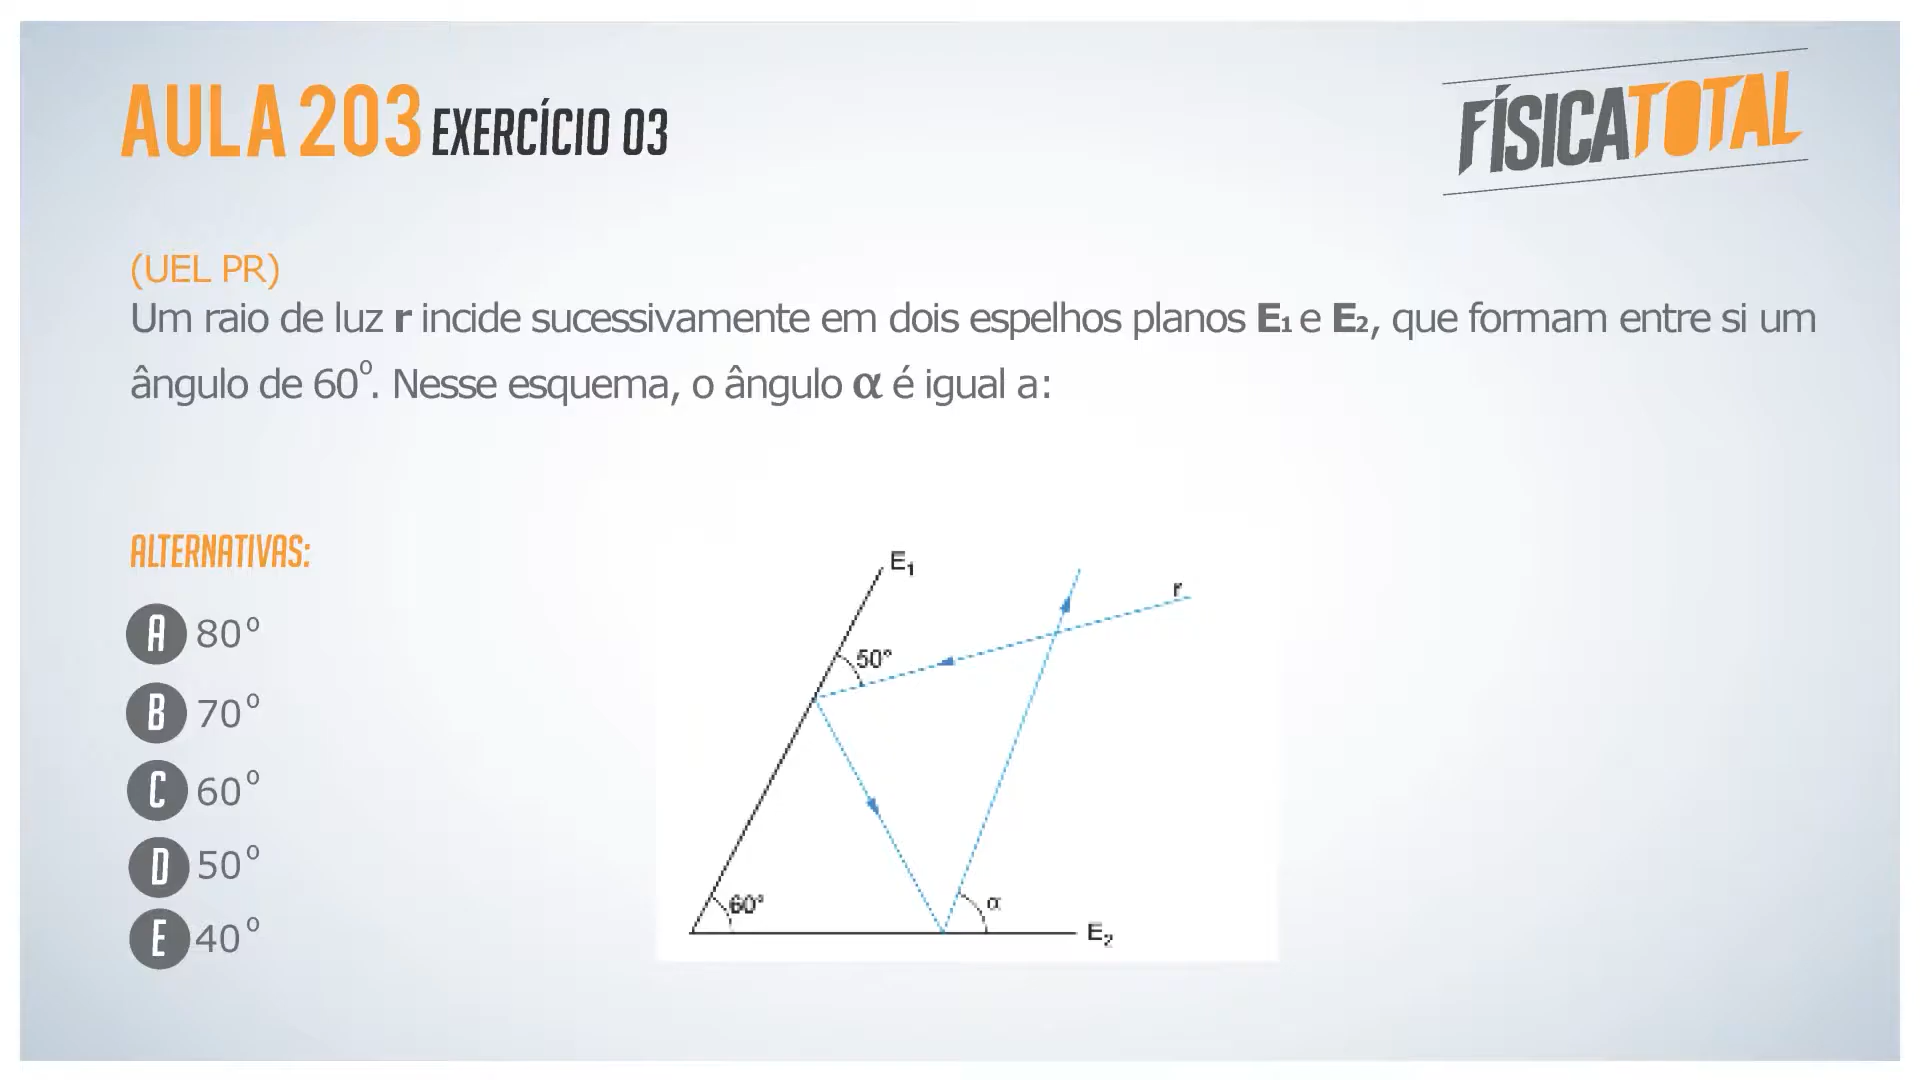 AULA 203 EXERCÍCIO 03
FÍSICATOTAL
(UEL PR)
Um raio de luz r incide sucessivamente em dois espelhos planos E₁ e E₂, que formam entre si um
ângulo de 60°. Nesse esquema, o ângulo α é igual a:
ALTERNATIVAS:
A 80°
B 70°
C 60°
D 50°
E 40°
E₁
r
50°
60°
α
E₂